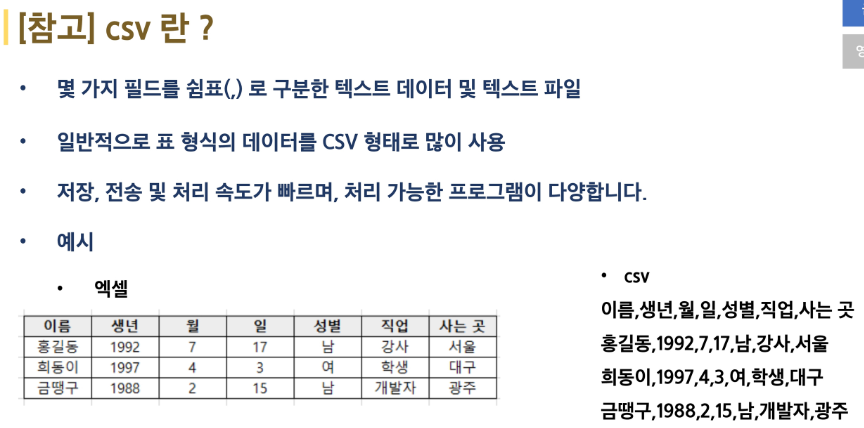 [참고] csv 란 ?
• 몇 가지 필드를 쉼표(,) 로 구분한 텍스트 데이터 및 텍스트 파일
• 일반적으로 표 형식의 데이터를 CSV 형태로 많이 사용
• 저장, 전송 및 처리 속도가 빠르며, 처리 가능한 프로그램이 다양합니다.
• 예시
• 엑셀
이름 생년 월 일 성별 직업 사는 곳
홍길동 1992 7 17 남 강사 서울
희동이 1997 4 3 여 학생 대구
금땡구 1988 2 15 남 개발자 광주
• csv
이름,생년,월,일,성별,직업,사는 곳
홍길동,1992,7,17,남,강사,서울
희동이,1997,4,3,여,학생,대구
금땡구,1988,2,15,남,개발자,광주